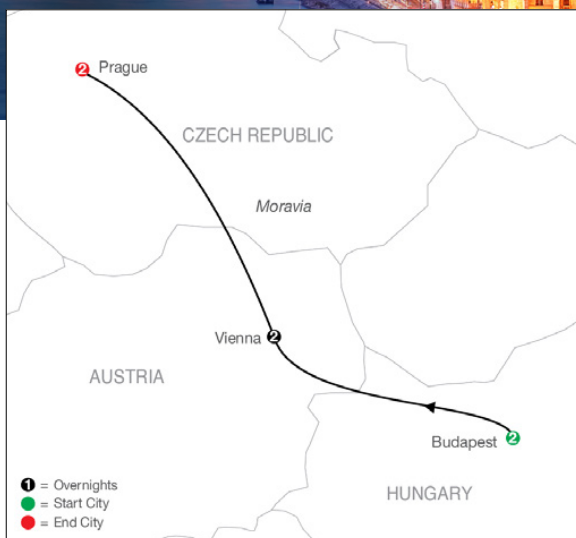 2 Prague
CZECH REPUBLIC
Moravia
Vienna 2
AUSTRIA
Budapest 2
HUNGARY
1 = Overnights
= Start City
= End City